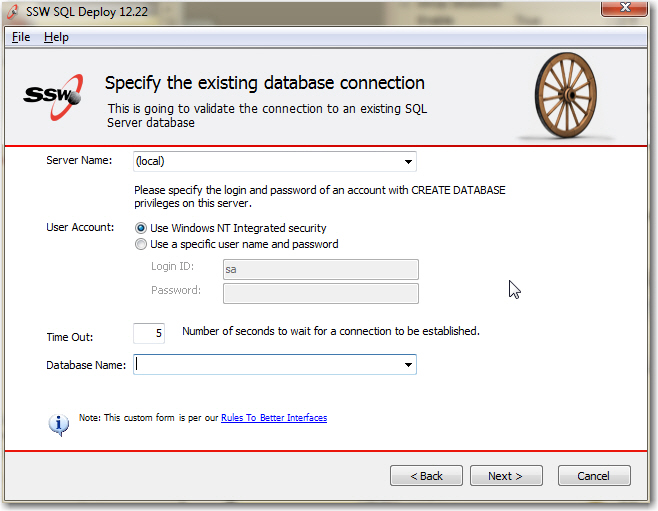 SSW SQL Deploy 12.22
File Help
SSW
Specify the existing database connection
This is going to validate the connection to an existing SQL
Server database
Server Name: (local)
Please specify the login and password of an account with CREATE DATABASE
privileges on this server.
User Account: Use Windows NT Integrated security
Use a specific user name and password
Login ID: sa
Password:
Time Out: 5 Number of seconds to wait for a connection to be established.
Database Name:
Note: This custom form is per our Rules To Better Interfaces
< Back Next > Cancel